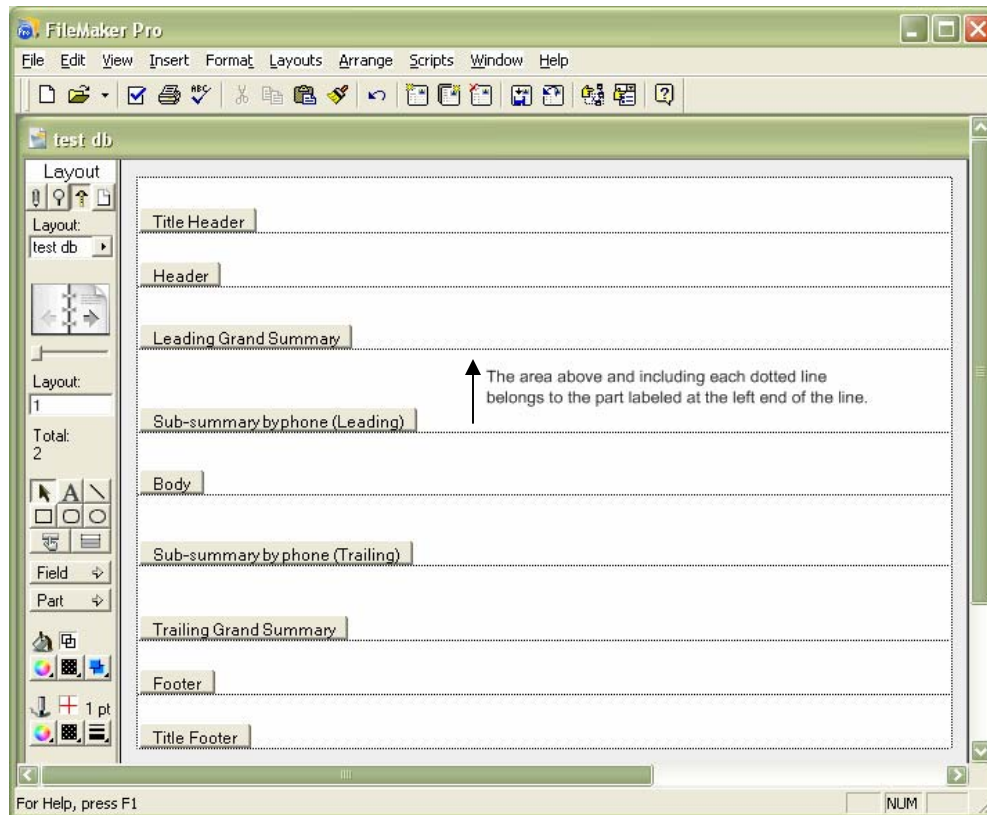 FileMaker Pro
File Edit View Insert Format Layouts Arrange Scripts Window Help
ABC
test db
Layout
Layout:
test db
Title Header
Header
Leading Grand Summary
Layout:
1
The area above and including each dotted line
belongs to the part labeled at the left end of the line.
Total:
2
Sub-summary by phone (Leading)
A
Body
Sub-summary by phone (Trailing)
Field
Part
Trailing Grand Summary
Footer
1 pt
Title Footer
For Help, press F1
NUM